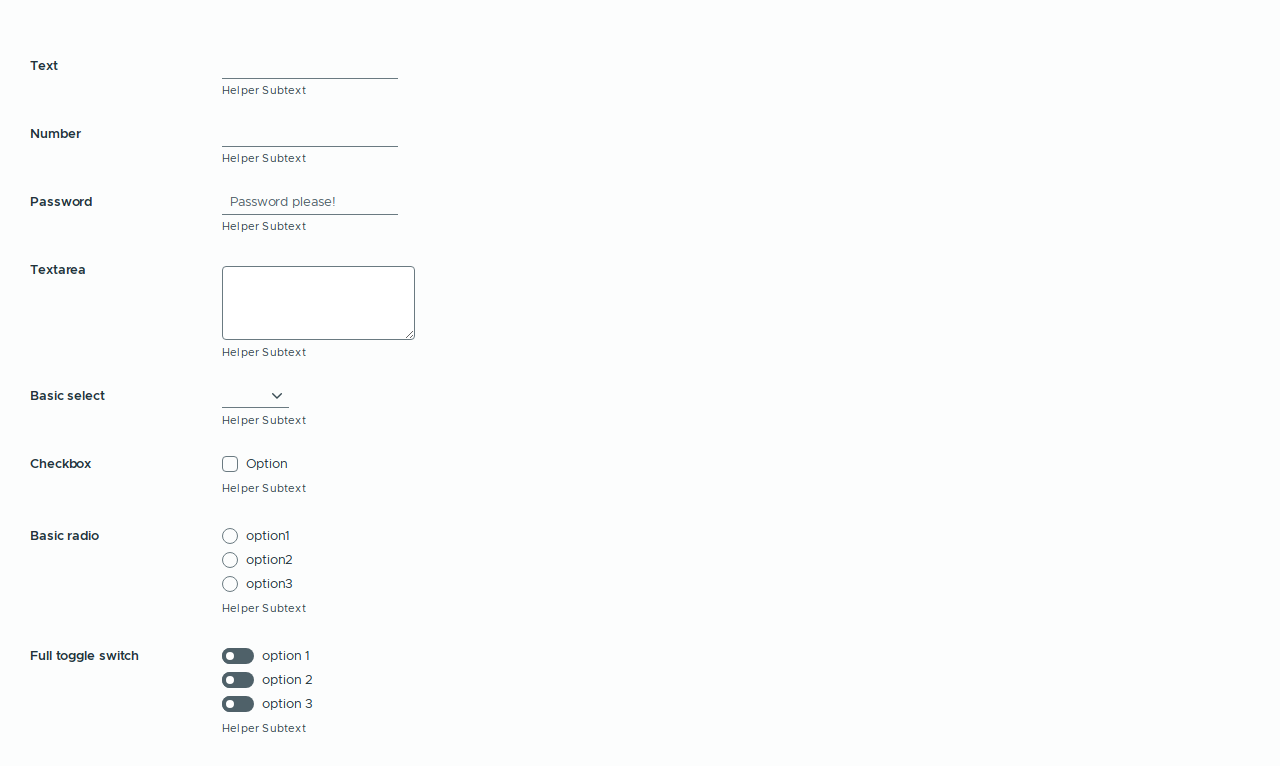 Text
Helper Subtext
Number
Helper Subtext
Password
Password please!
Helper Subtext
Textarea
Helper Subtext
Basic select
Helper Subtext
Checkbox
Option
Helper Subtext
Basic radio
option1
option2
option3
Helper Subtext
Full toggle switch
option 1
option 2
option 3
Helper Subtext